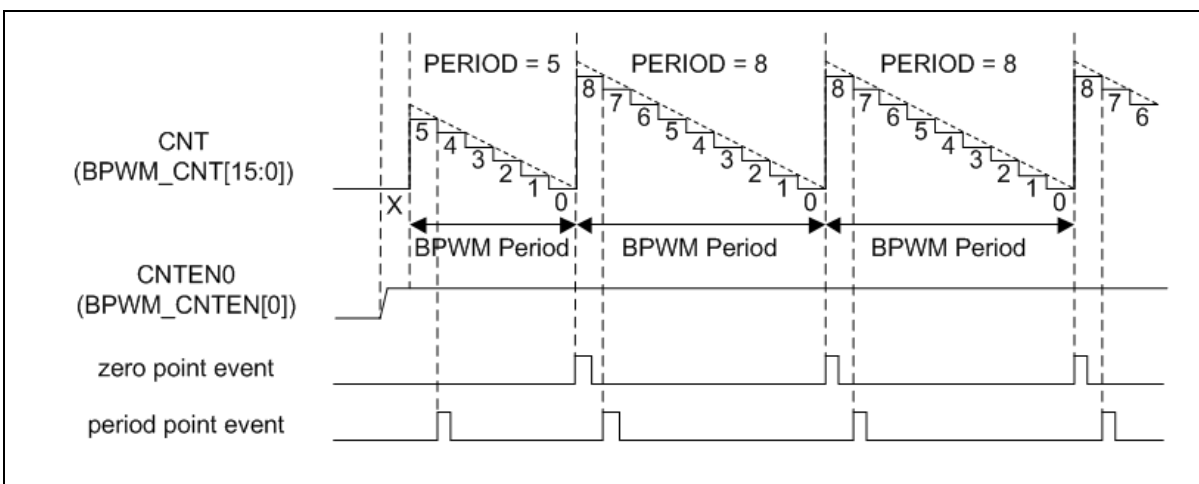 PERIOD = 5 PERIOD = 8 PERIOD = 8
CNT
(BPWM_CNT[15:0])
5 4 3 2 1 0 8 7 6 5 4 3 2 1 0 8 7 6 5 4 3 2 1 0 8 7 6
X
BPWM Period BPWM Period BPWM Period
CNTEN0
(BPWM_CNTEN[0])
zero point event
period point event